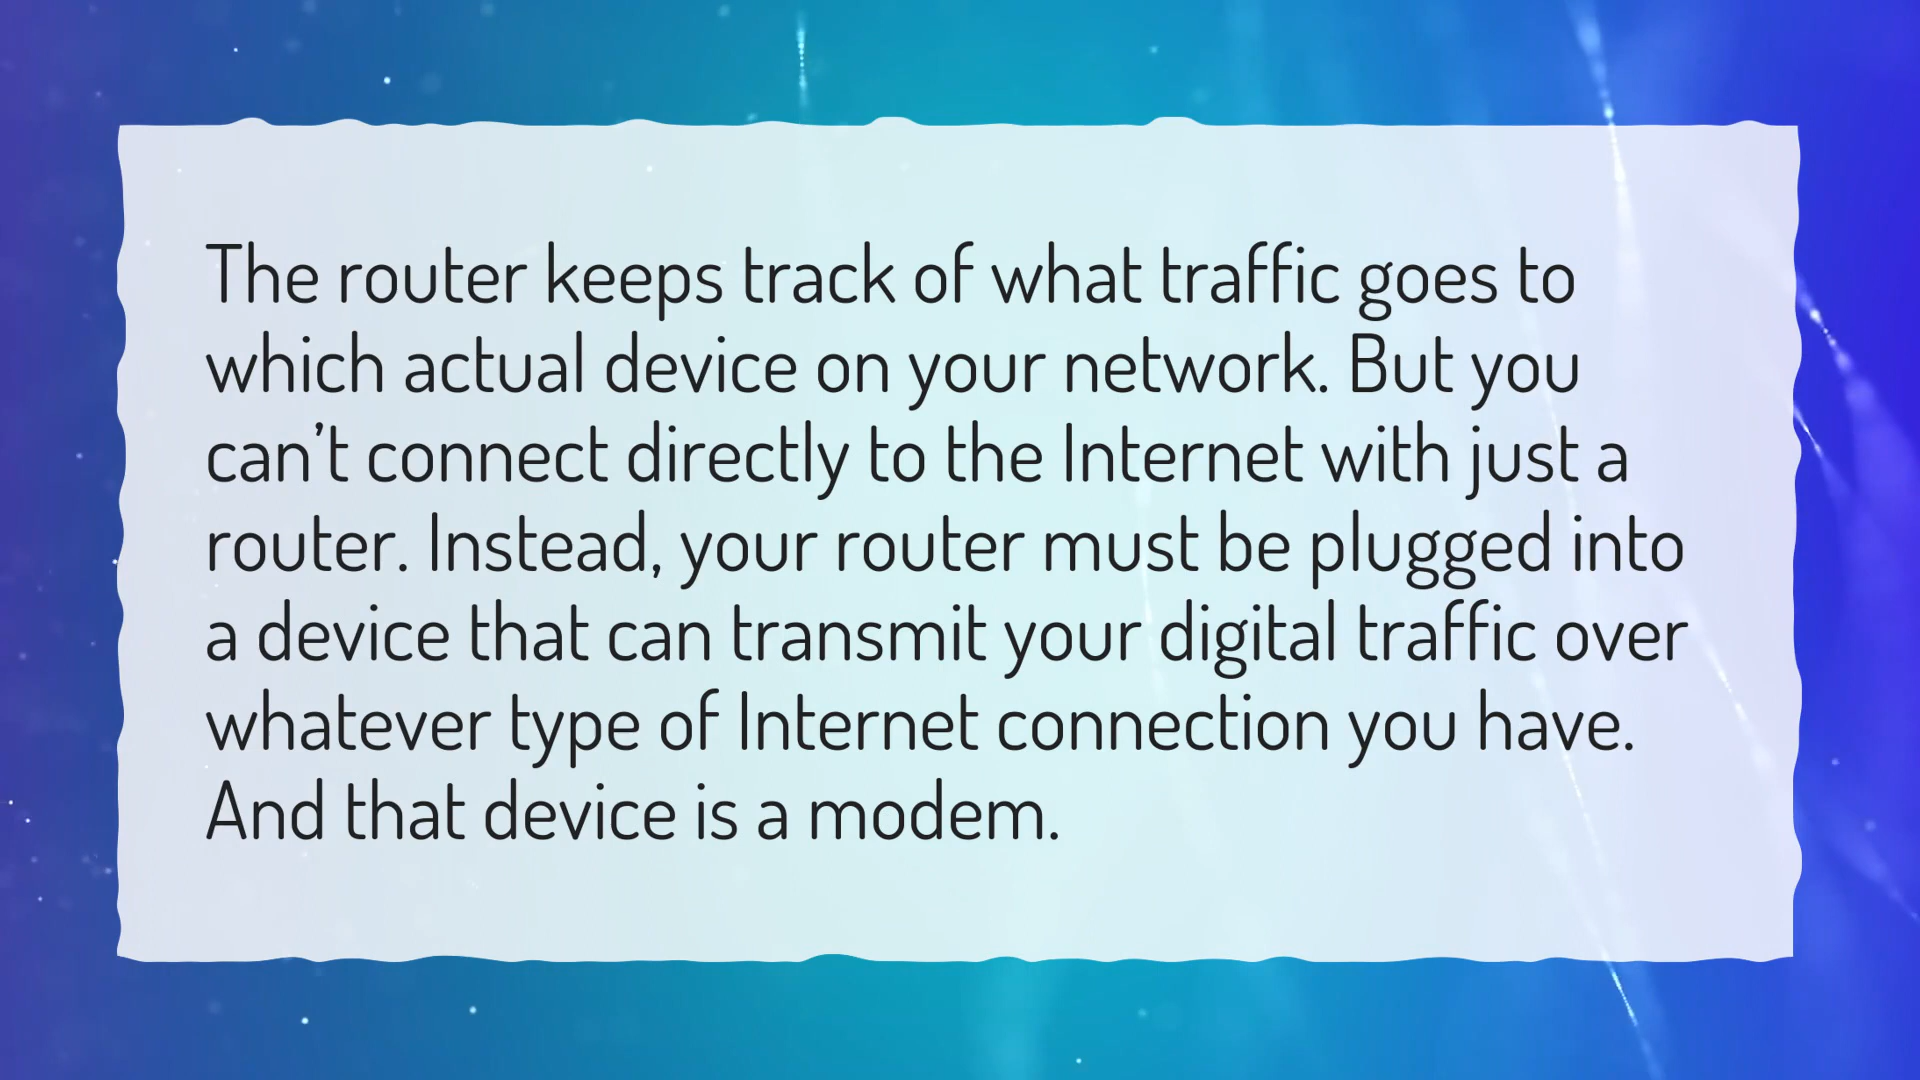 The router keeps track of what traffic goes to
which actual device on your network. But you
can’t connect directly to the Internet with just a
router. Instead, your router must be plugged into
a device that can transmit your digital traffic over
whatever type of Internet connection you have.
And that device is a modem.